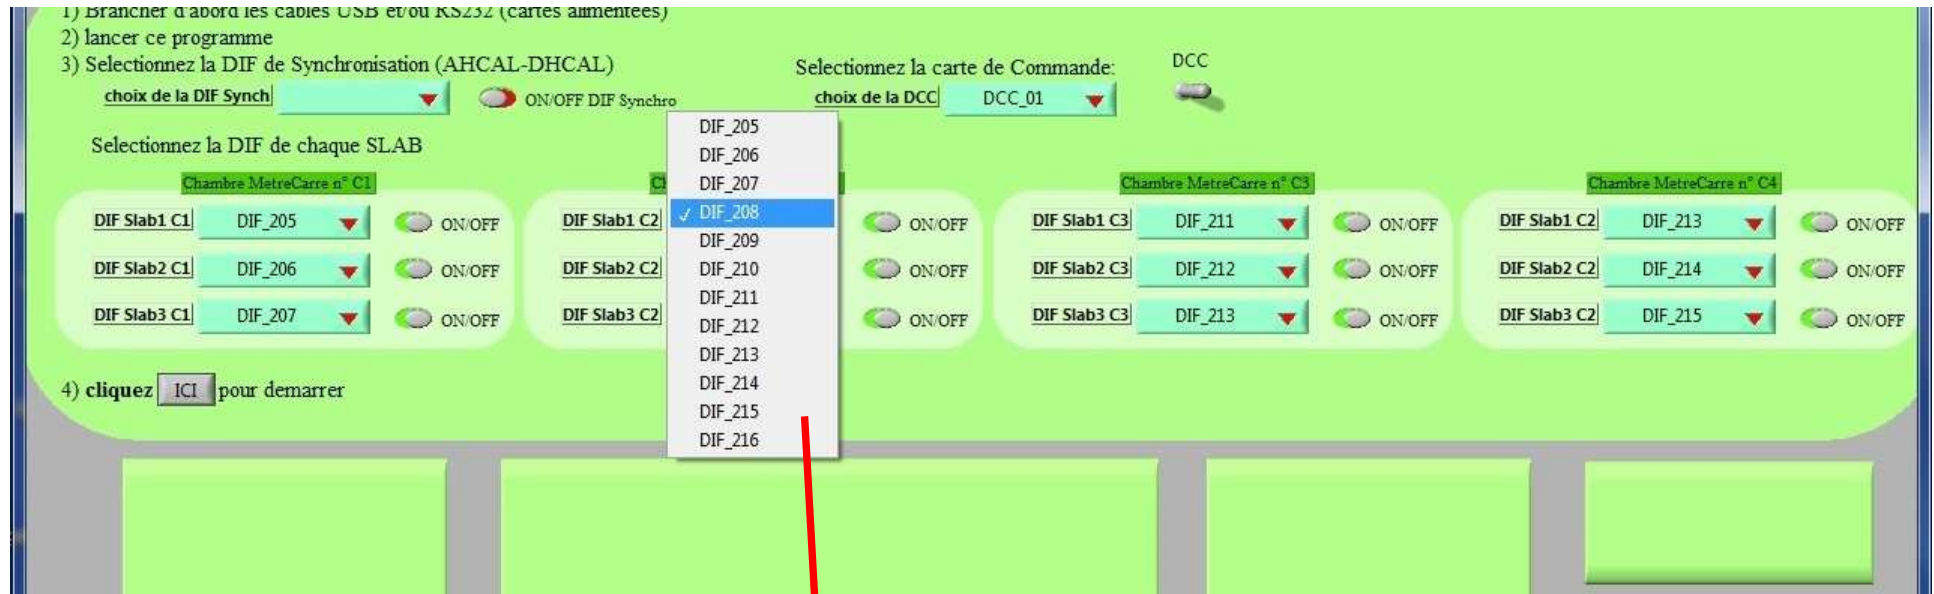 1) Brancher d'abord les cables USB et/ou RS232 (cartes alimentees)
2) lancer ce programme
3) Selectionnez la DIF de Synchronisation (AHCAL-DHCAL)
Selectionnez la carte de Commande:
DCC
choix de la DIF Synch
ON/OFF DIF Synchro
choix de la DCC DCC_01
Selectionnez la DIF de chaque SLAB
DIF_205
DIF_206
DIF_207
✓ DIF_208
DIF_209
DIF_210
DIF_211
DIF_212
DIF_213
DIF_214
DIF_215
DIF_216
Chambre MetreCarre n° C1
DIF Slab1 C1 DIF_205 ON/OFF
DIF Slab2 C1 DIF_206 ON/OFF
DIF Slab3 C1 DIF_207 ON/OFF
DIF Slab1 C2 ON/OFF
DIF Slab2 C2 ON/OFF
DIF Slab3 C2 ON/OFF
Chambre MetreCarre n° C3
DIF Slab1 C3 DIF_211 ON/OFF
DIF Slab2 C3 DIF_212 ON/OFF
DIF Slab3 C3 DIF_213 ON/OFF
Chambre MetreCarre n° C4
DIF Slab1 C2 DIF_213 ON/OFF
DIF Slab2 C2 DIF_214 ON/OFF
DIF Slab3 C2 DIF_215 ON/OFF
4) cliquez ICI pour demarrer